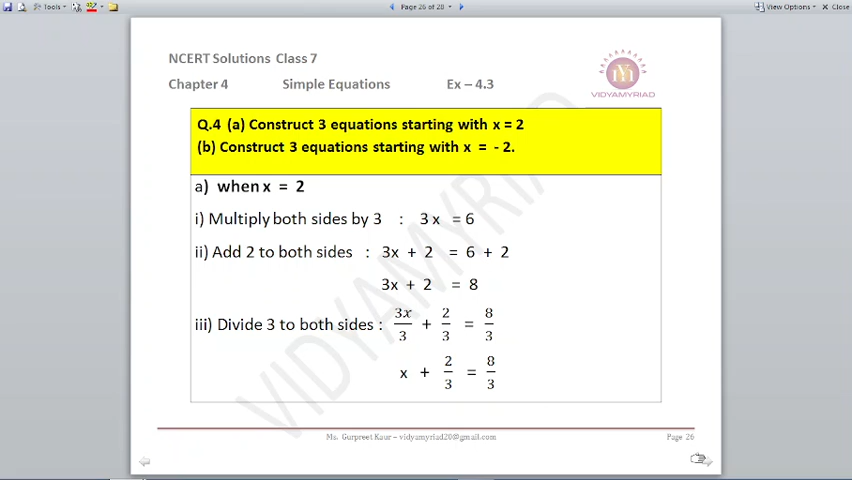 Tools
Page 26 of 28
View Options
Close
NCERT Solutions Class 7
Chapter 4 Simple Equations Ex – 4.3
VIDYAMYRIAD
Q.4 (a) Construct 3 equations starting with x = 2
(b) Construct 3 equations starting with x = - 2.
a) when x = 2
i) Multiply both sides by 3 : 3 x = 6
ii) Add 2 to both sides : 3x + 2 = 6 + 2
3x + 2 = 8
iii) Divide 3 to both sides : 3x/3 + 2/3 = 8/3
x + 2/3 = 8/3
VIDYAMYRIAD
Ms. Gurpreet Kaur – vidyamyriad20@gmail.com Page 26